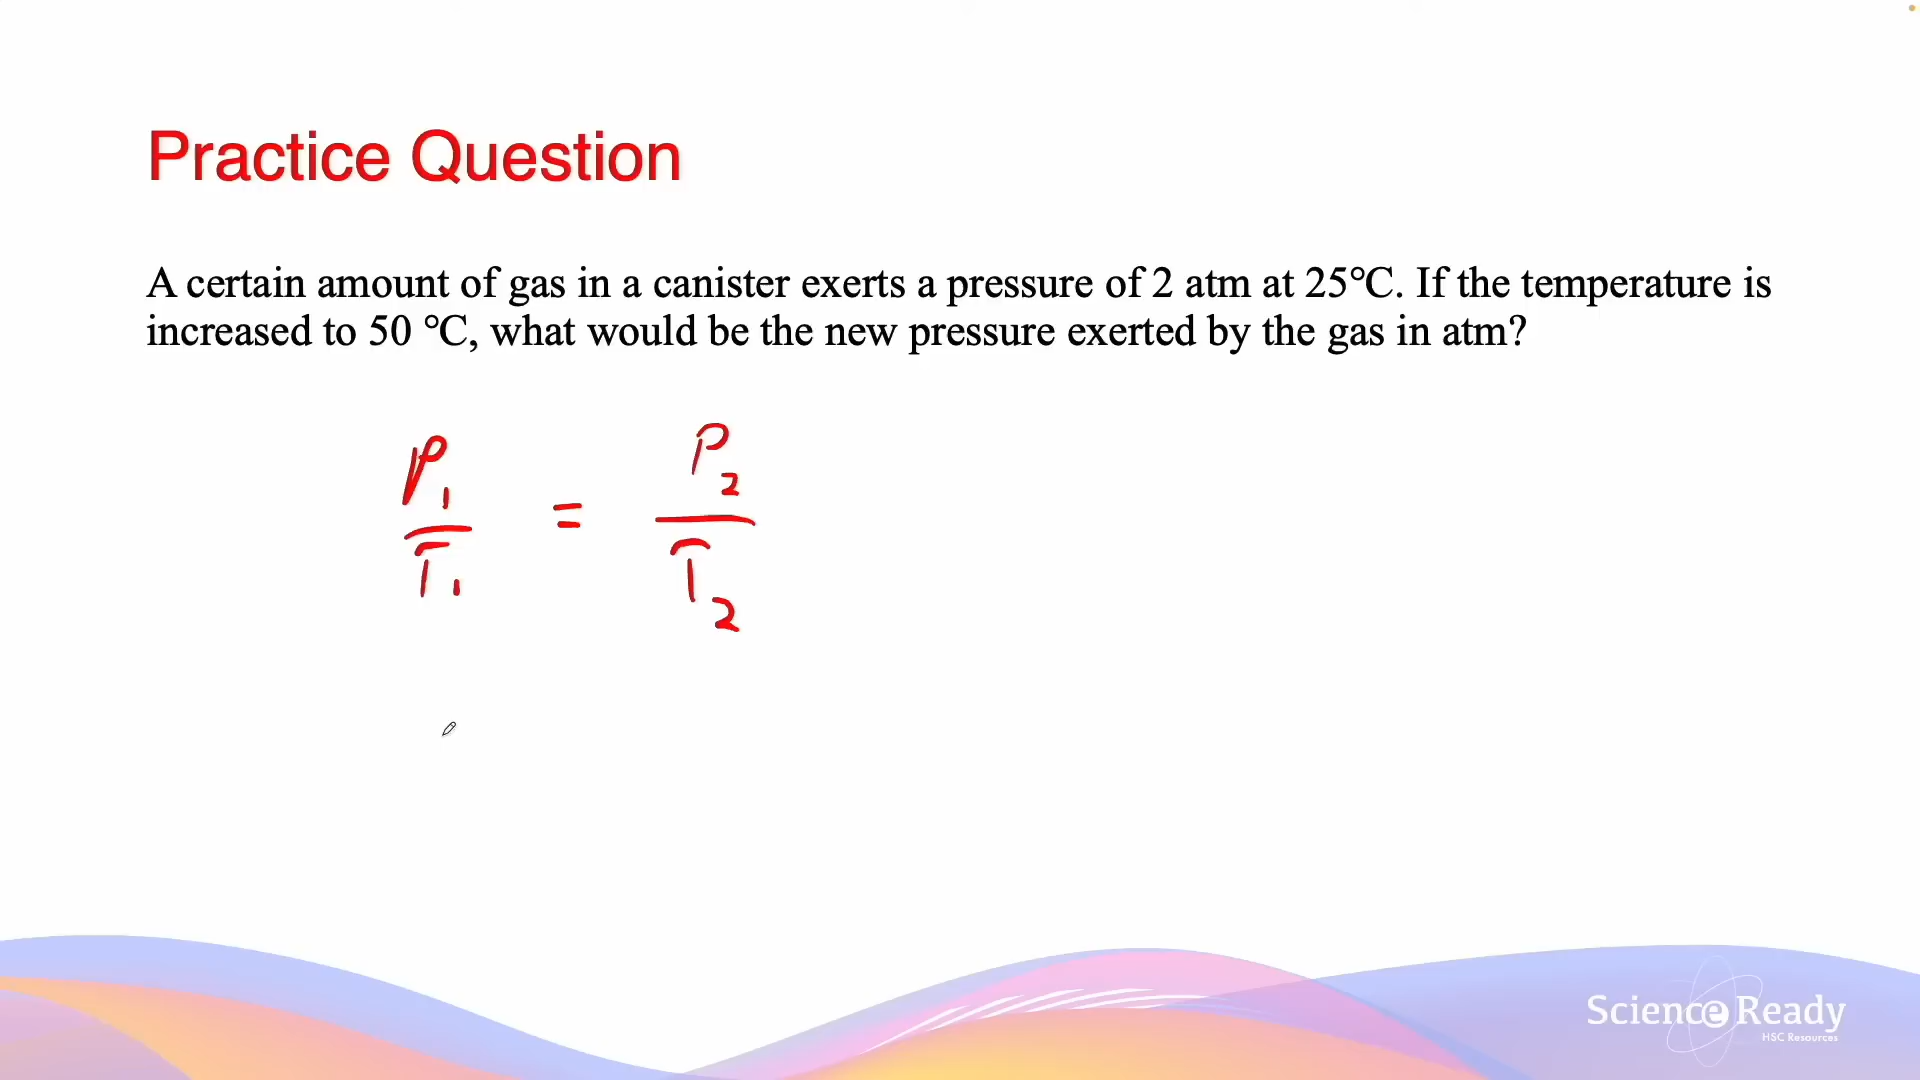 Practice Question
A certain amount of gas in a canister exerts a pressure of 2 atm at 25°C. If the temperature is
increased to 50 °C, what would be the new pressure exerted by the gas in atm?
P₁ / T₁ = P₂ / T₂
Science Ready
HSC Resources